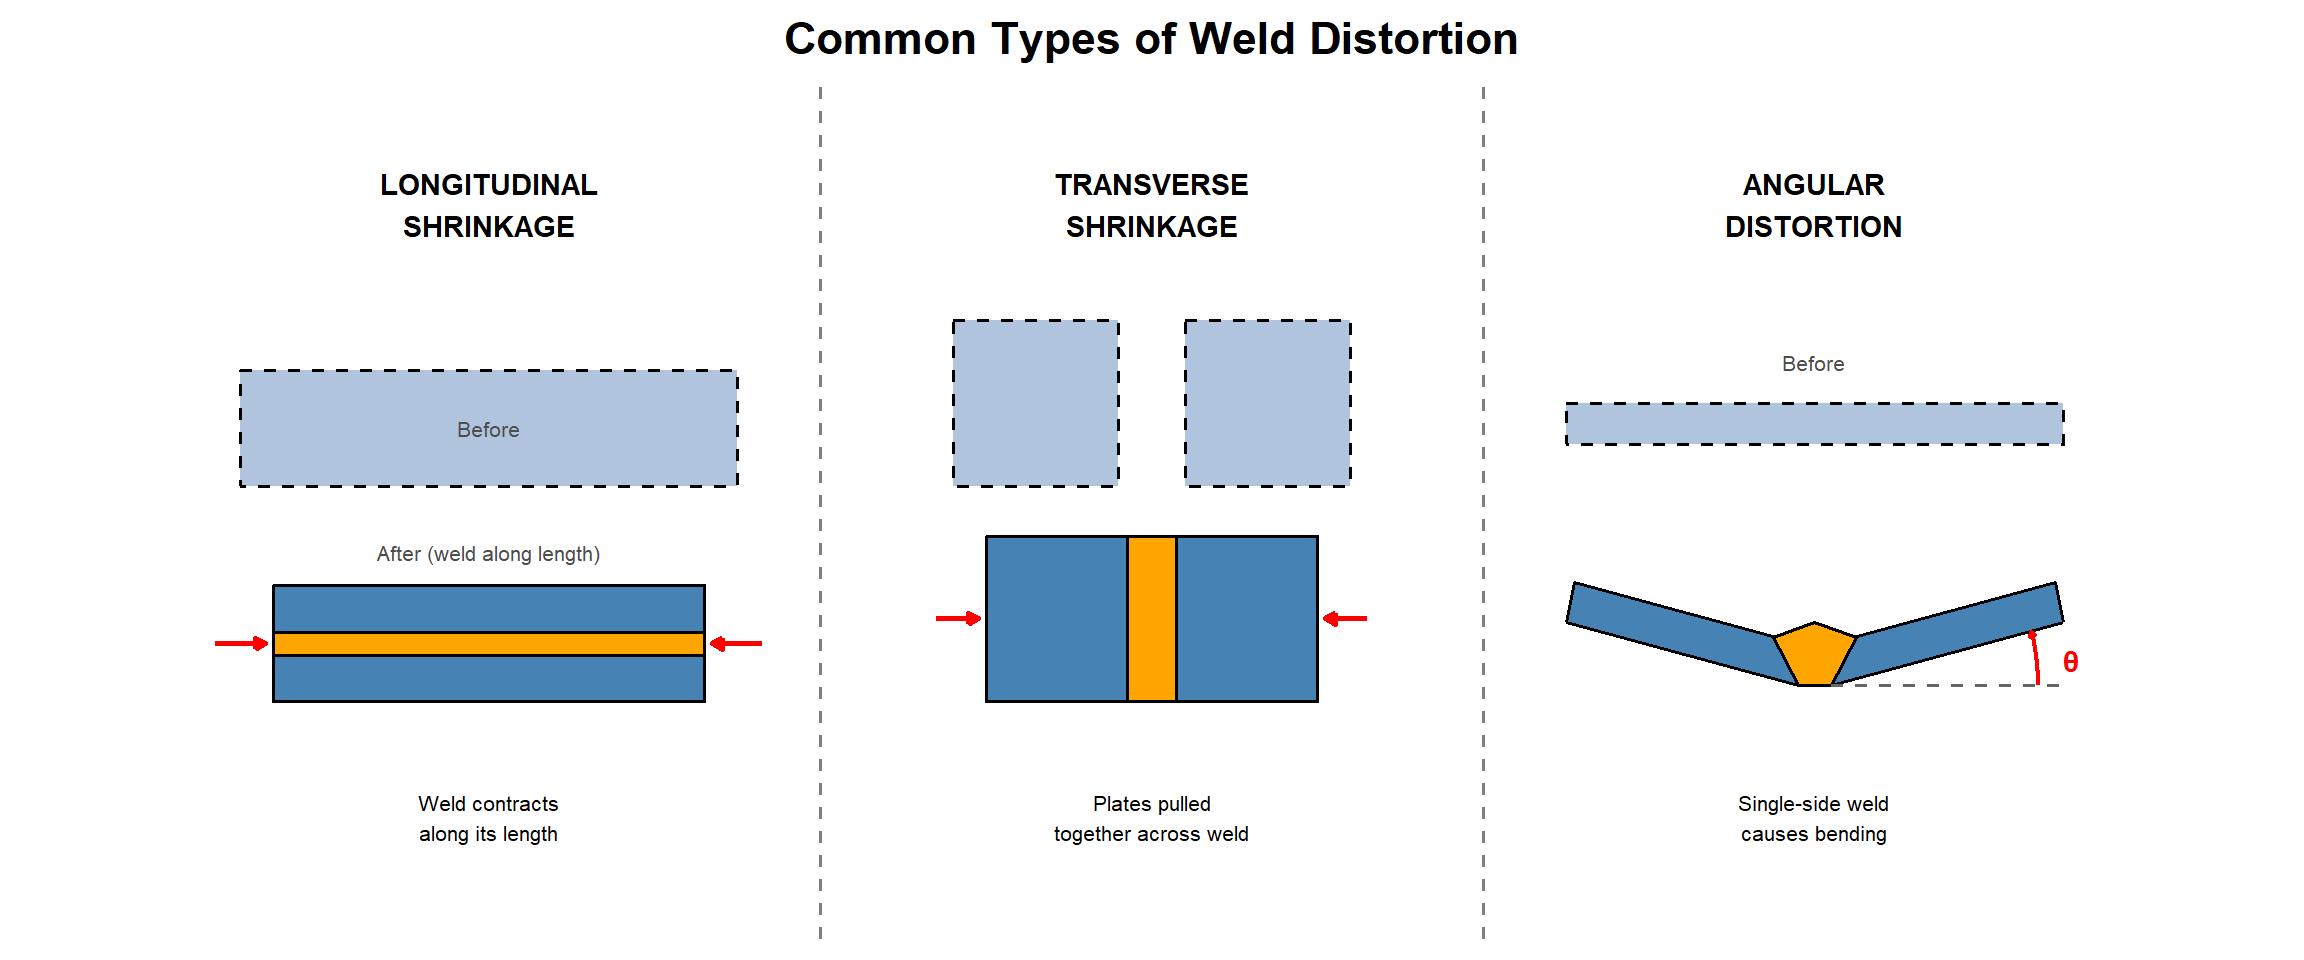 Common Types of Weld Distortion
LONGITUDINAL
SHRINKAGE
Before
After (weld along length)
Weld contracts
along its length
TRANSVERSE
SHRINKAGE
Plates pulled
together across weld
ANGULAR
DISTORTION
Before
θ
Single-side weld
causes bending